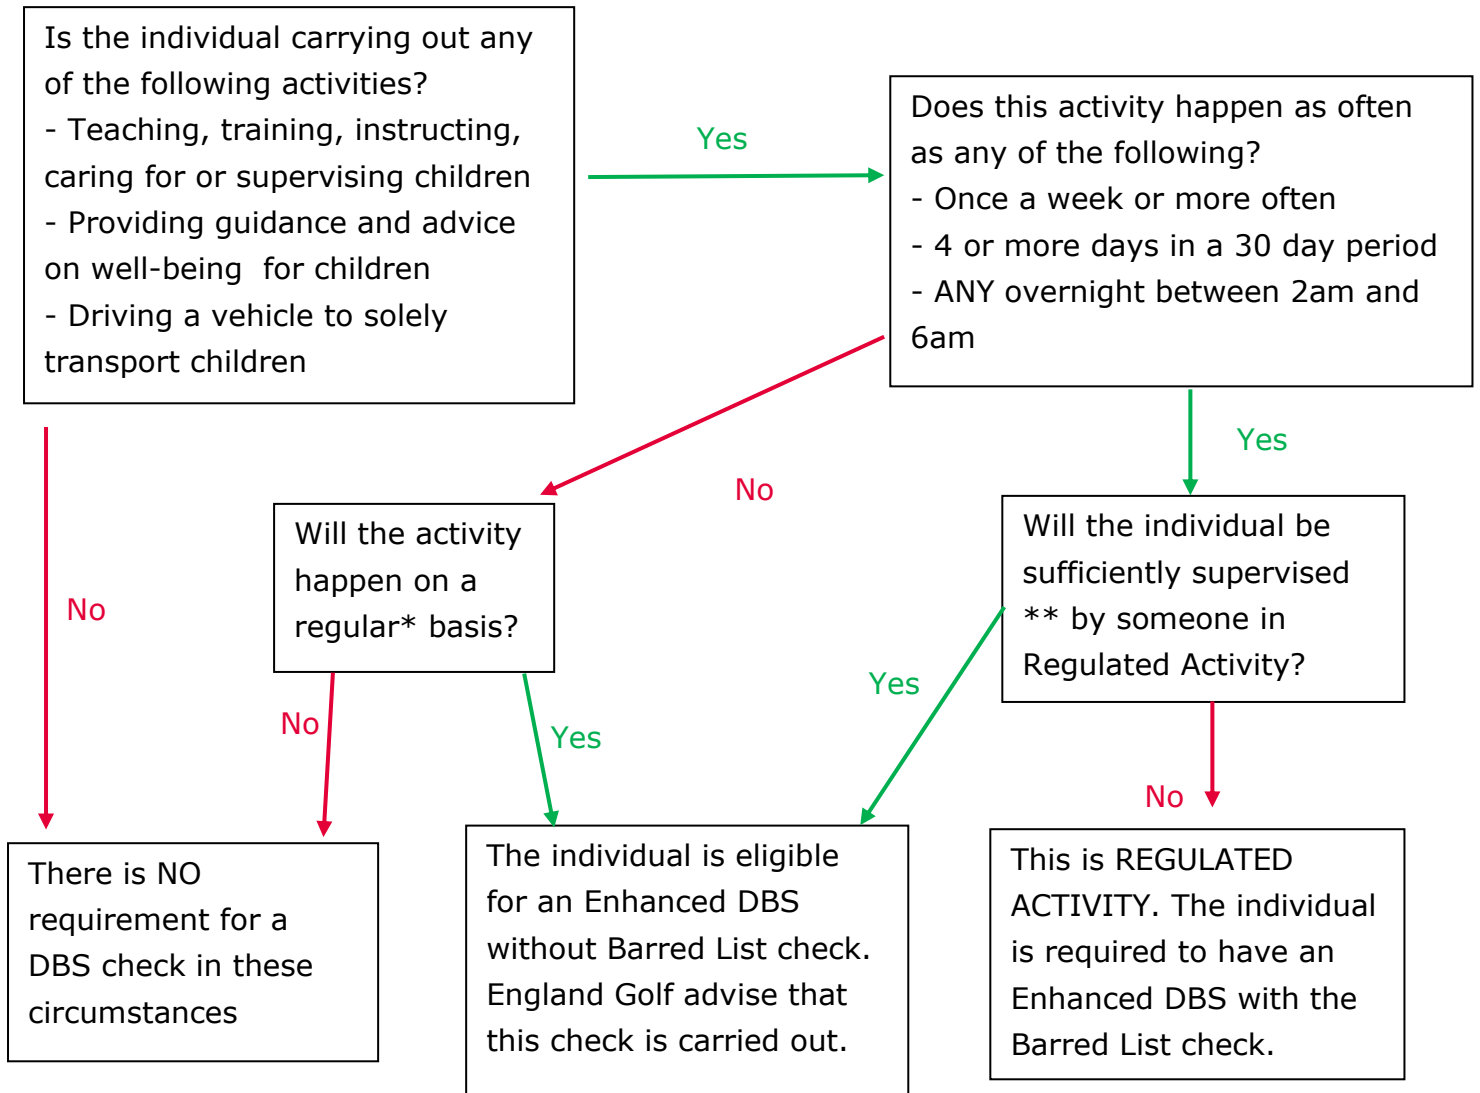 Is the individual carrying out any
of the following activities?
- Teaching, training, instructing,
caring for or supervising children
- Providing guidance and advice
on well-being  for children
- Driving a vehicle to solely
transport children
Yes
Does this activity happen as often
as any of the following?
- Once a week or more often
- 4 or more days in a 30 day period
- ANY overnight between 2am and
6am
No
Yes
No
Will the activity
happen on a
regular* basis?
Will the individual be
sufficiently supervised
** by someone in
Regulated Activity?
No
Yes
Yes
No
There is NO
requirement for a
DBS check in these
circumstances
The individual is eligible
for an Enhanced DBS
without Barred List check.
England Golf advise that
this check is carried out.
This is REGULATED
ACTIVITY. The individual
is required to have an
Enhanced DBS with the
Barred List check.